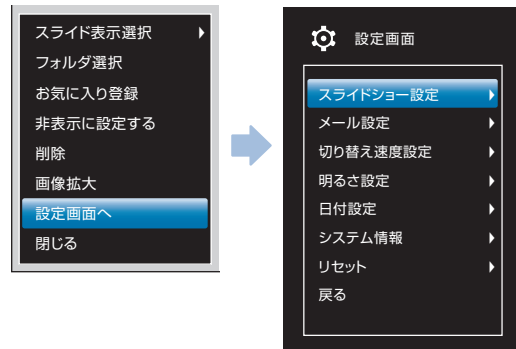 スライド表示選択
フォルダ選択
お気に入り登録
非表示に設定する
削除
画像拡大
設定画面へ
閉じる
設定画面
スライドショー設定
メール設定
切り替え速度設定
明るさ設定
日付設定
システム情報
リセット
戻る